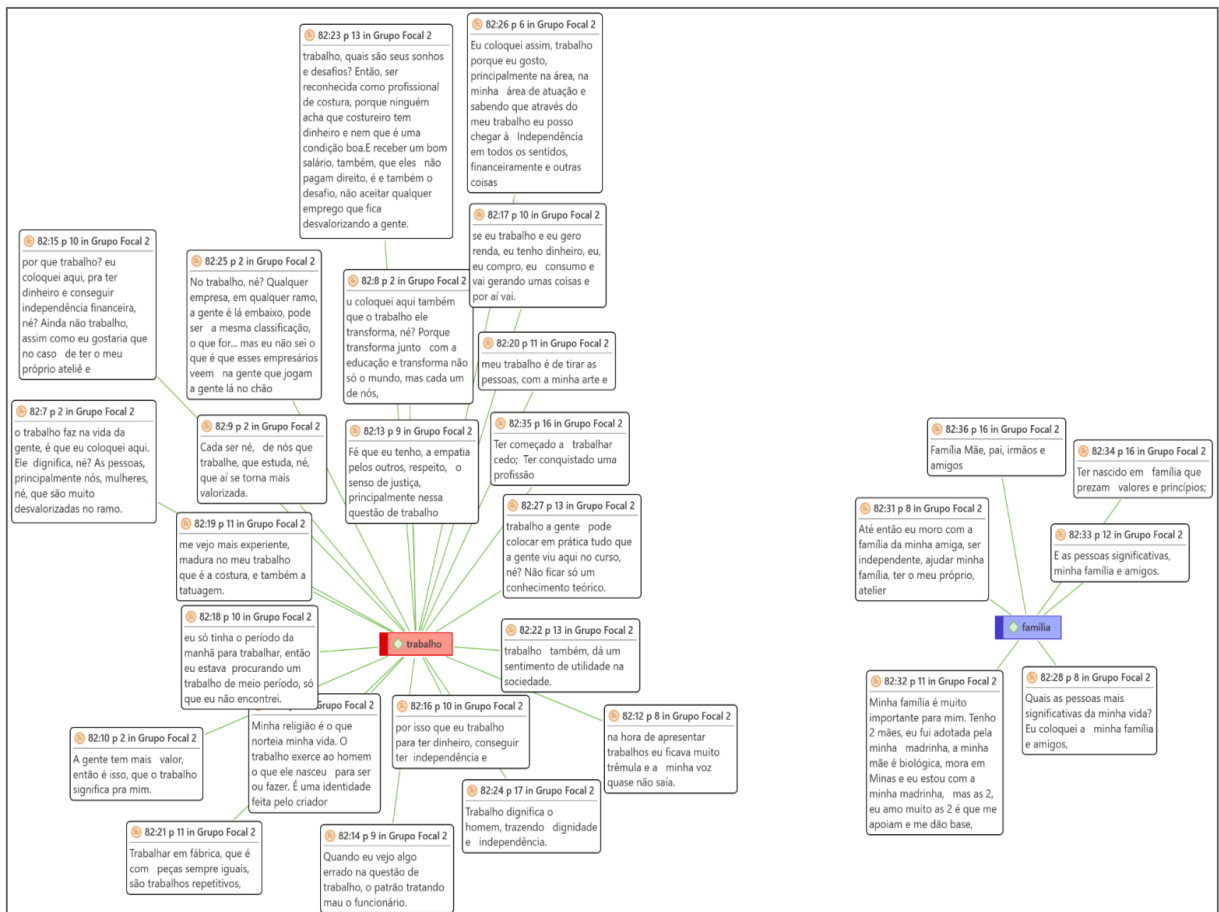 82:23 p 13 in Grupo Focal 2
trabalho, quais são seus sonhos
e desafios? Então, ser
reconhecida como profissional
de costura, porque ninguém
acha que costureiro tem
dinheiro e nem que é uma
condição boa.E receber um bom
salário, também, que eles não
pagam direito, é e também o
desafio, não aceitar qualquer
emprego que fica
desvalorizando a gente.
82:26 p 6 in Grupo Focal 2
Eu coloquei assim, trabalho
porque eu gosto,
principalmente na área, na
minha área de atuação e
sabendo que através do
meu trabalho eu posso
chegar à Independência
em todos os sentidos,
financeiramente e outras
coisas
82:17 p 10 in Grupo Focal 2
se eu trabalho e eu gero
renda, eu tenho dinheiro, eu,
eu compro, eu consumo e
vai gerando umas coisas e
por aí vai.
82:15 p 10 in Grupo Focal 2
por que trabalho? eu
coloquei aqui, pra ter
dinheiro e conseguir
independência financeira,
né? Ainda não trabalho,
assim como eu gostaria que
no caso de ter o meu
próprio ateliê e
82:25 p 2 in Grupo Focal 2
No trabalho, né? Qualquer
empresa, em qualquer ramo,
a gente é lá embaixo, pode
ser a mesma classificação,
o que for... mas eu não sei o
que é que esses empresários
veem na gente que jogam
a gente lá no chão
82:8 p 2 in Grupo Focal 2
u coloquei aqui também
que o trabalho ele
transforma, né? Porque
transforma junto com a
educação e transforma não
só o mundo, mas cada um
de nós,
82:20 p 11 in Grupo Focal 2
meu trabalho é de tirar as
pessoas, com a minha arte e
82:7 p 2 in Grupo Focal 2
o trabalho faz na vida da
gente, é que eu coloquei aqui.
Ele dignifica, né? As pessoas,
principalmente nós, mulheres,
né, que são muito
desvalorizadas no ramo.
82:9 p 2 in Grupo Focal 2
Cada ser né, de nós que
trabalhe, que estuda, né,
que aí se torna mais
valorizada.
82:13 p 9 in Grupo Focal 2
Fé que eu tenho, a empatia
pelos outros, respeito, o
senso de justiça,
principalmente nessa
questão de trabalho
82:35 p 16 in Grupo Focal 2
Ter começado a trabalhar
cedo; Ter conquistado uma
profissão
82:27 p 13 in Grupo Focal 2
trabalho a gente pode
colocar em prática tudo que
a gente viu aqui no curso,
né? Não ficar só um
conhecimento teórico.
82:19 p 11 in Grupo Focal 2
me vejo mais experiente,
madura no meu trabalho
que é a costura, e também a
tatuagem.
82:18 p 10 in Grupo Focal 2
eu só tinha o período da
manhã para trabalhar, então
eu estava procurando um
trabalho de meio período, só
que eu não encontrei.
trabalho
82:22 p 13 in Grupo Focal 2
trabalho também, dá um
sentimento de utilidade na
sociedade.
Grupo Focal 2
Minha religião é o que
norteia minha vida. O
trabalho exerce ao homem
o que ele nasceu para ser
ou fazer. É uma identidade
feita pelo criador
82:16 p 10 in Grupo Focal 2
por isso que eu trabalho
para ter dinheiro, conseguir
ter independência e
82:12 p 8 in Grupo Focal 2
na hora de apresentar
trabalhos eu ficava muito
trêmula e a minha voz
quase não saía.
82:10 p 2 in Grupo Focal 2
A gente tem mais valor,
então é isso, que o trabalho
significa pra mim.
82:24 p 17 in Grupo Focal 2
Trabalho dignifica o
homem, trazendo dignidade
e independência.
82:21 p 11 in Grupo Focal 2
Trabalhar em fábrica, que é
com peças sempre iguais,
são trabalhos repetitivos,
82:14 p 9 in Grupo Focal 2
Quando eu vejo algo
errado na questão de
trabalho, o patrão tratando
mau o funcionário.
82:36 p 16 in Grupo Focal 2
Família Mãe, pai, irmãos e
amigos
82:34 p 16 in Grupo Focal 2
Ter nascido em família que
prezam valores e princípios;
82:31 p 8 in Grupo Focal 2
Até então eu moro com a
família da minha amiga, ser
independente, ajudar minha
família, ter o meu próprio,
atelier
82:33 p 12 in Grupo Focal 2
E as pessoas significativas,
minha família e amigos.
família
82:32 p 11 in Grupo Focal 2
Minha família é muito
importante para mim. Tenho
2 mães, eu fui adotada pela
minha madrinha, a minha
mãe é biológica, mora em
Minas e eu estou com a
minha madrinha, mas as 2,
eu amo muito as 2 é que me
apoiam e me dão base,
82:28 p 8 in Grupo Focal 2
Quais as pessoas mais
significativas da minha vida?
Eu coloquei a minha família
e amigos,